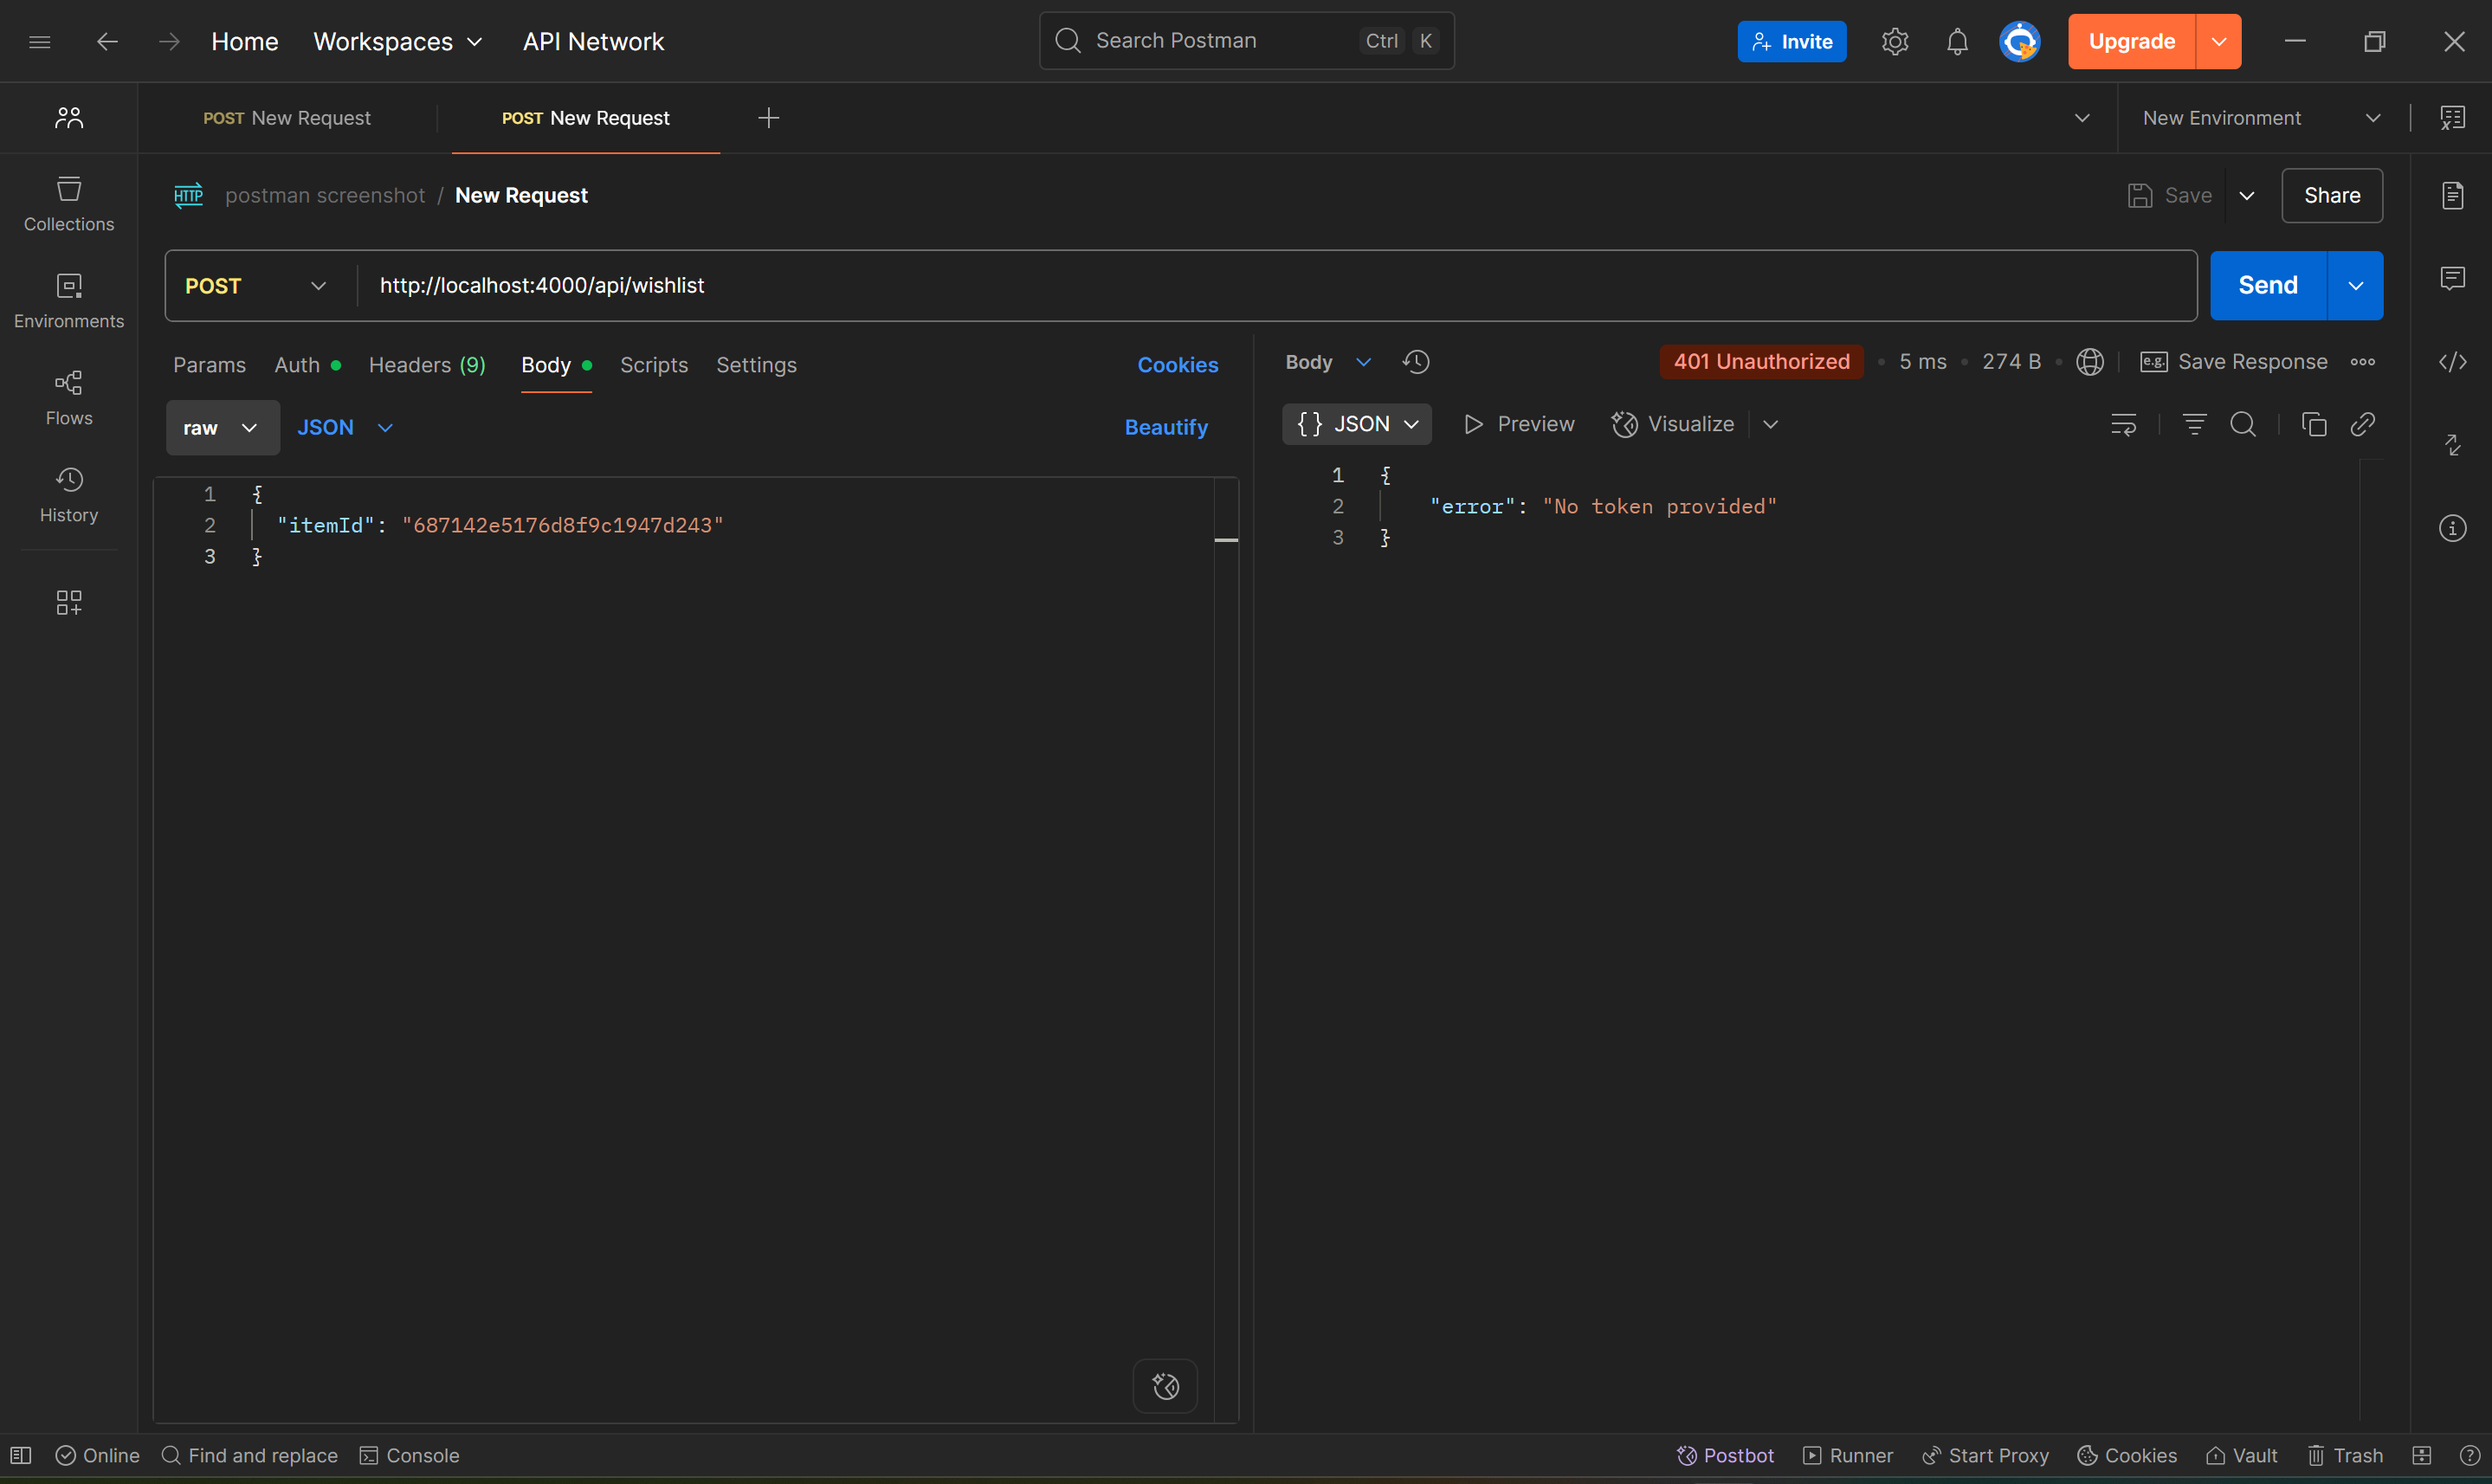 Home Workspaces API Network Search Postman Ctrl K Invite Upgrade
POST New Request POST New Request New Environment
HTTP postman screenshot / New Request Save Share
POST http://localhost:4000/api/wishlist Send
Params Auth Headers (9) Body Scripts Settings Cookies
raw JSON Beautify
1 {
2 "itemId": "687142e5176d8f9c1947d243"
3 }
Body 401 Unauthorized • 5 ms • 274 B • e.g. Save Response
{} JSON Preview Visualize
1 {
2 "error": "No token provided"
3 }
Collections
Environments
Flows
History
Online Find and replace Console Postbot Runner Start Proxy Cookies Vault Trash